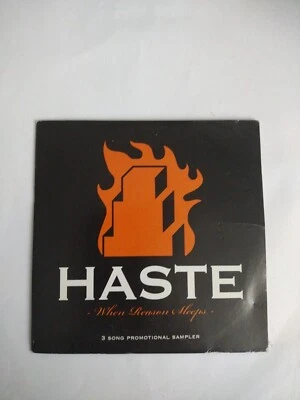 HASTE
- When Reason Sleeps -
3 SONG PROMOTIONAL SAMPLER